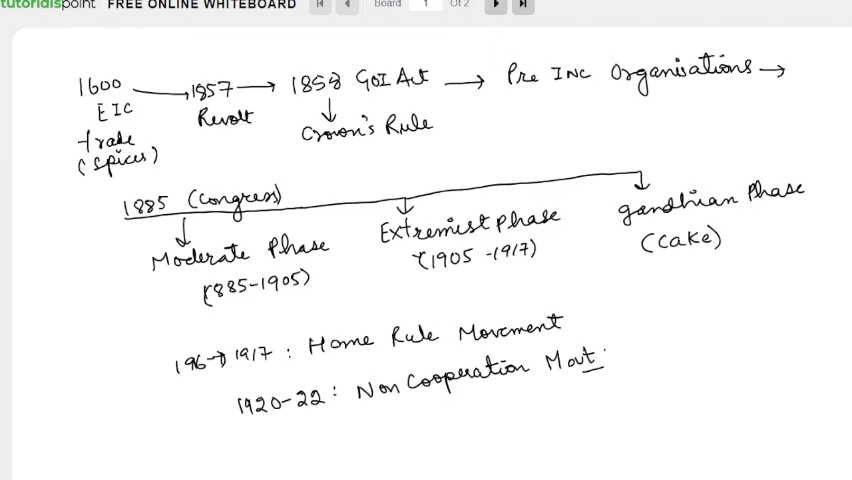 tutorialspoint FREE ONLINE WHITEBOARD Board 1 Of 2
1600 → 1857 → 1858 GOI Act → Pre INC Organisations →
EIC Revolt ↓
trade Crown's Rule
(spices)
1885 (Congress)
Moderate Phase Extremist Phase gandhian Phase
(1885-1905) (1905-1917) (Cake)
196→1917: Home Rule Movement
1920-22: Non Cooperation Movt.